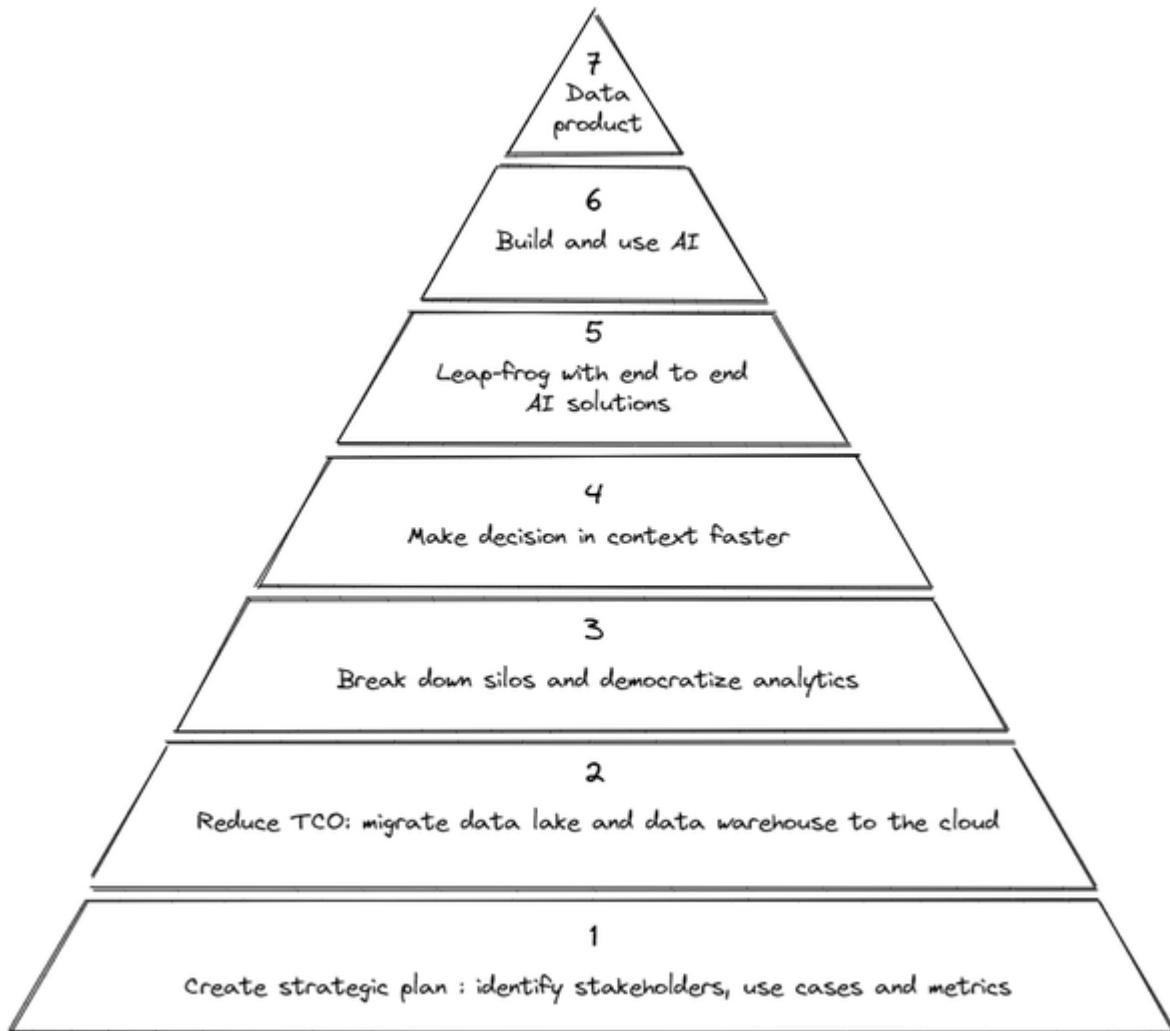 7
Data
product
6
Build and use AI
5
Leap-frog with end to end
AI solutions
4
Make decision in context faster
3
Break down silos and democratize analytics
2
Reduce TCO: migrate data lake and data warehouse to the cloud
1
Create strategic plan : identify stakeholders, use cases and metrics